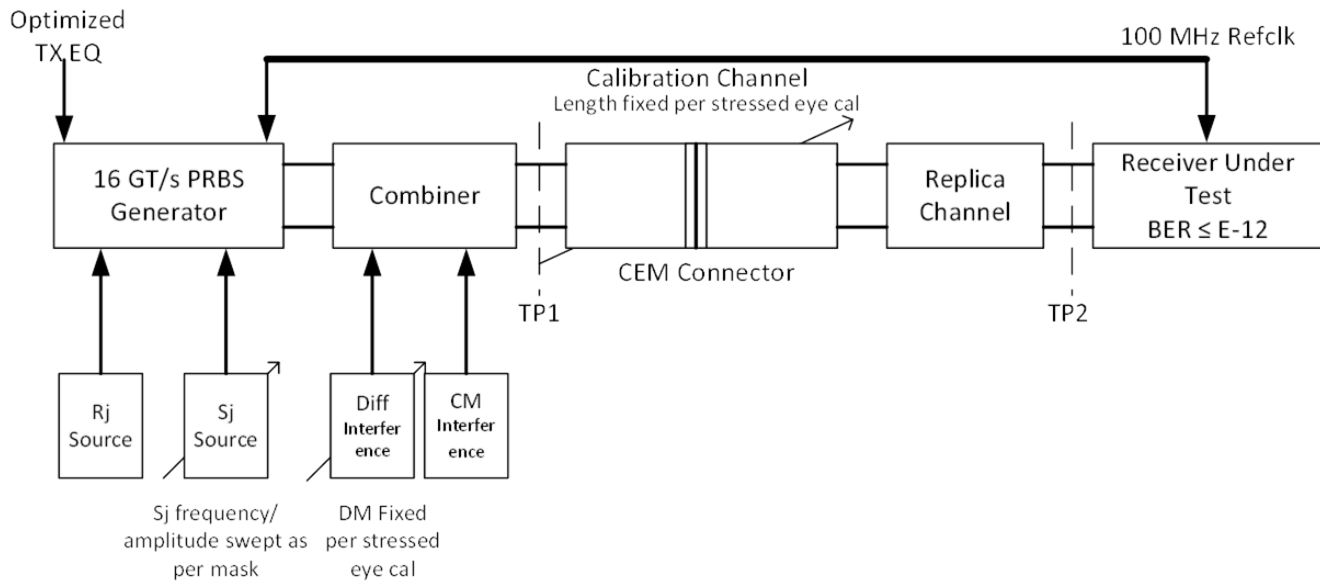 Optimized
TX EQ
100 MHz Refclk
Calibration Channel
Length fixed per stressed eye cal
16 GT/s PRBS
Generator
Combiner
Replica
Channel
Receiver Under
Test
BER ≤ E-12
CEM Connector
TP1
TP2
Rj
Source
Sj
Source
Diff
Interfer
ence
CM
Interfer
ence
Sj frequency/
amplitude swept as
per mask
DM Fixed
per stressed
eye cal